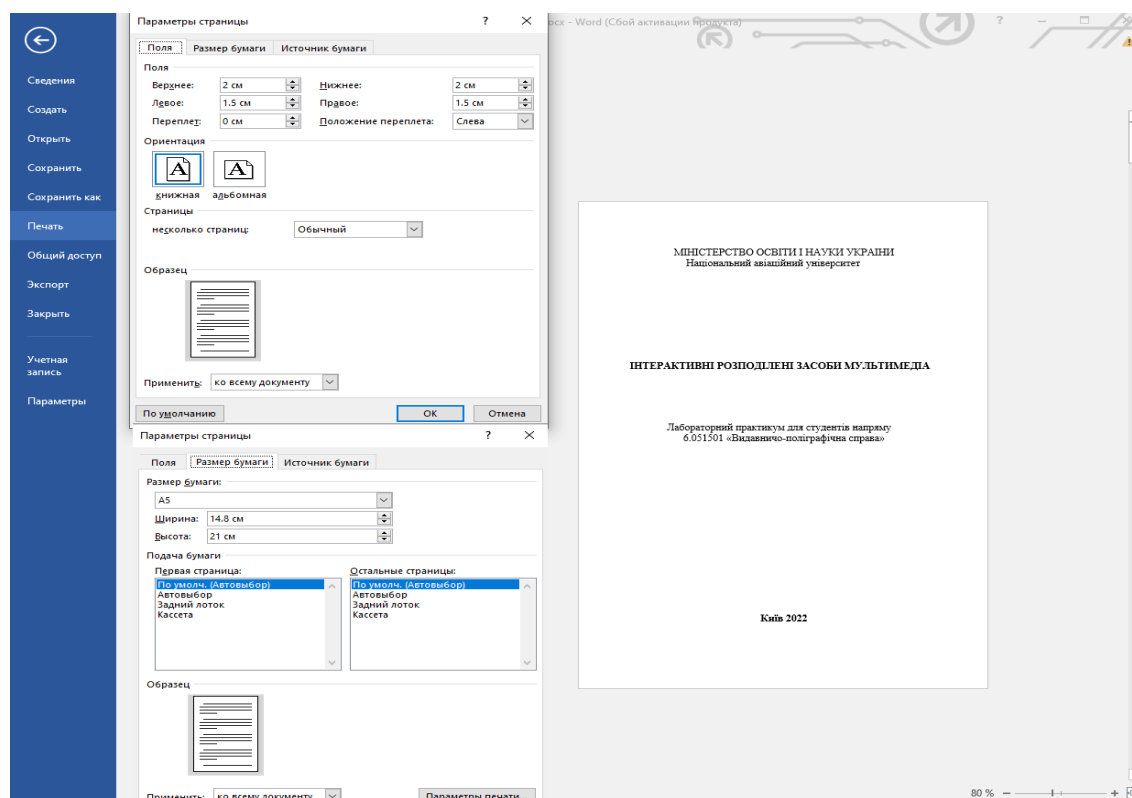 Сведения
Создать
Открыть
Сохранить
Сохранить как
Печать
Общий доступ
Экспорт
Закрыть
Учетная
запись
Параметры
Параметры страницы ? ×
Поля Размер бумаги Источник бумаги
Поля
Верхнее: 2 см Нижнее: 2 см
Левое: 1.5 см Правое: 1.5 см
Переплет: 0 см Положение переплета: Слева
Ориентация
книжная альбомная
Страницы
несколько страниц: Обычный
Образец
Применить: ко всему документу
По умолчанию ОК Отмена
Параметры страницы ? ×
Поля Размер бумаги Источник бумаги
Размер бумаги:
A5
Ширина: 14.8 см
Высота: 21 см
Подача бумаги
Первая страница: Остальные страницы:
По умолч. (Автовыбор) По умолч. (Автовыбор)
Автовыбор Автовыбор
Задний лоток Задний лоток
Кассета Кассета
Образец
Применить: ко всему документу Параметры печати...
ocx - Word (Сбой активации продукта) ?
МІНІСТЕРСТВО ОСВІТИ І НАУКИ УКРАЇНИ
Національний авіаційний університет
ІНТЕРАКТИВНІ РОЗПОДІЛЕНІ ЗАСОБИ МУЛЬТИМЕДІА
Лабораторний практикум для студентів напряму
6.051501 «Видавничо-поліграфічна справа»
Київ 2022
80 %